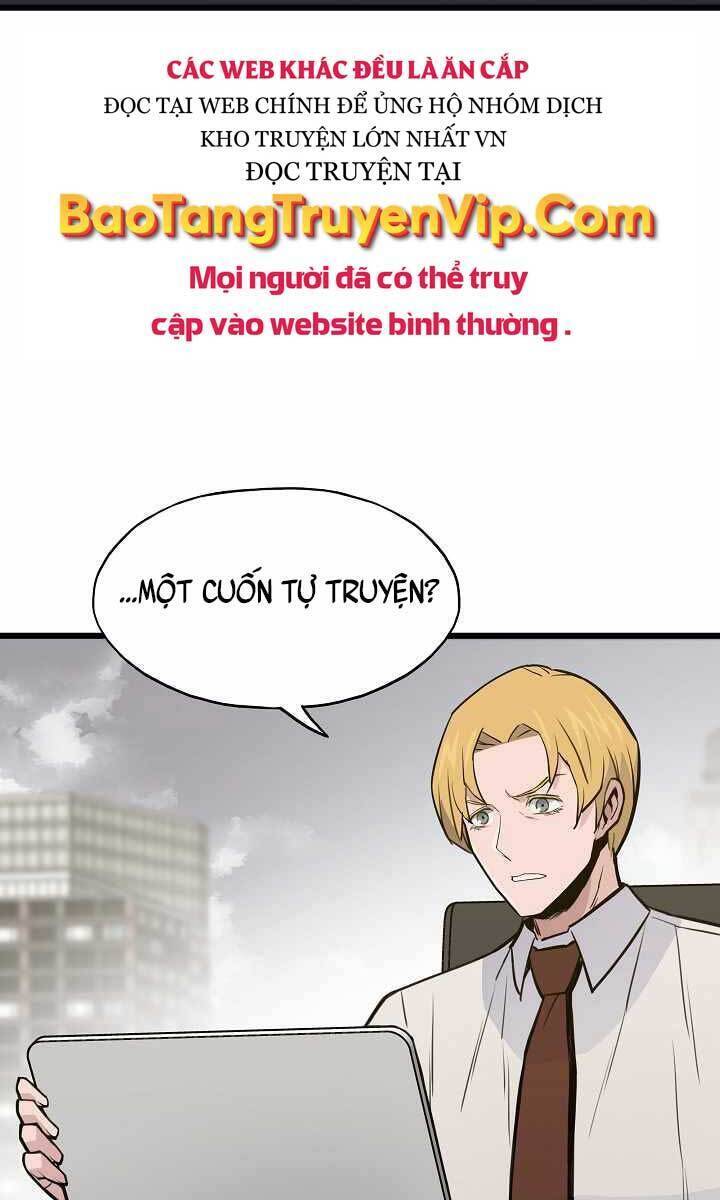 CÁC WEB KHÁC ĐỀU LÀ ĂN CẮP
ĐỌC TẠI WEB CHÍNH ĐỂ ỦNG HỘ NHÓM DỊCH
KHO TRUYỆN LỚN NHẤT VN
ĐỌC TRUYỆN TẠI
BaoTangTruyenVip.Com
Mọi người đã có thể truy
cập vào website bình thường .
...MỘT CUỐN TỰ TRUYỆN?